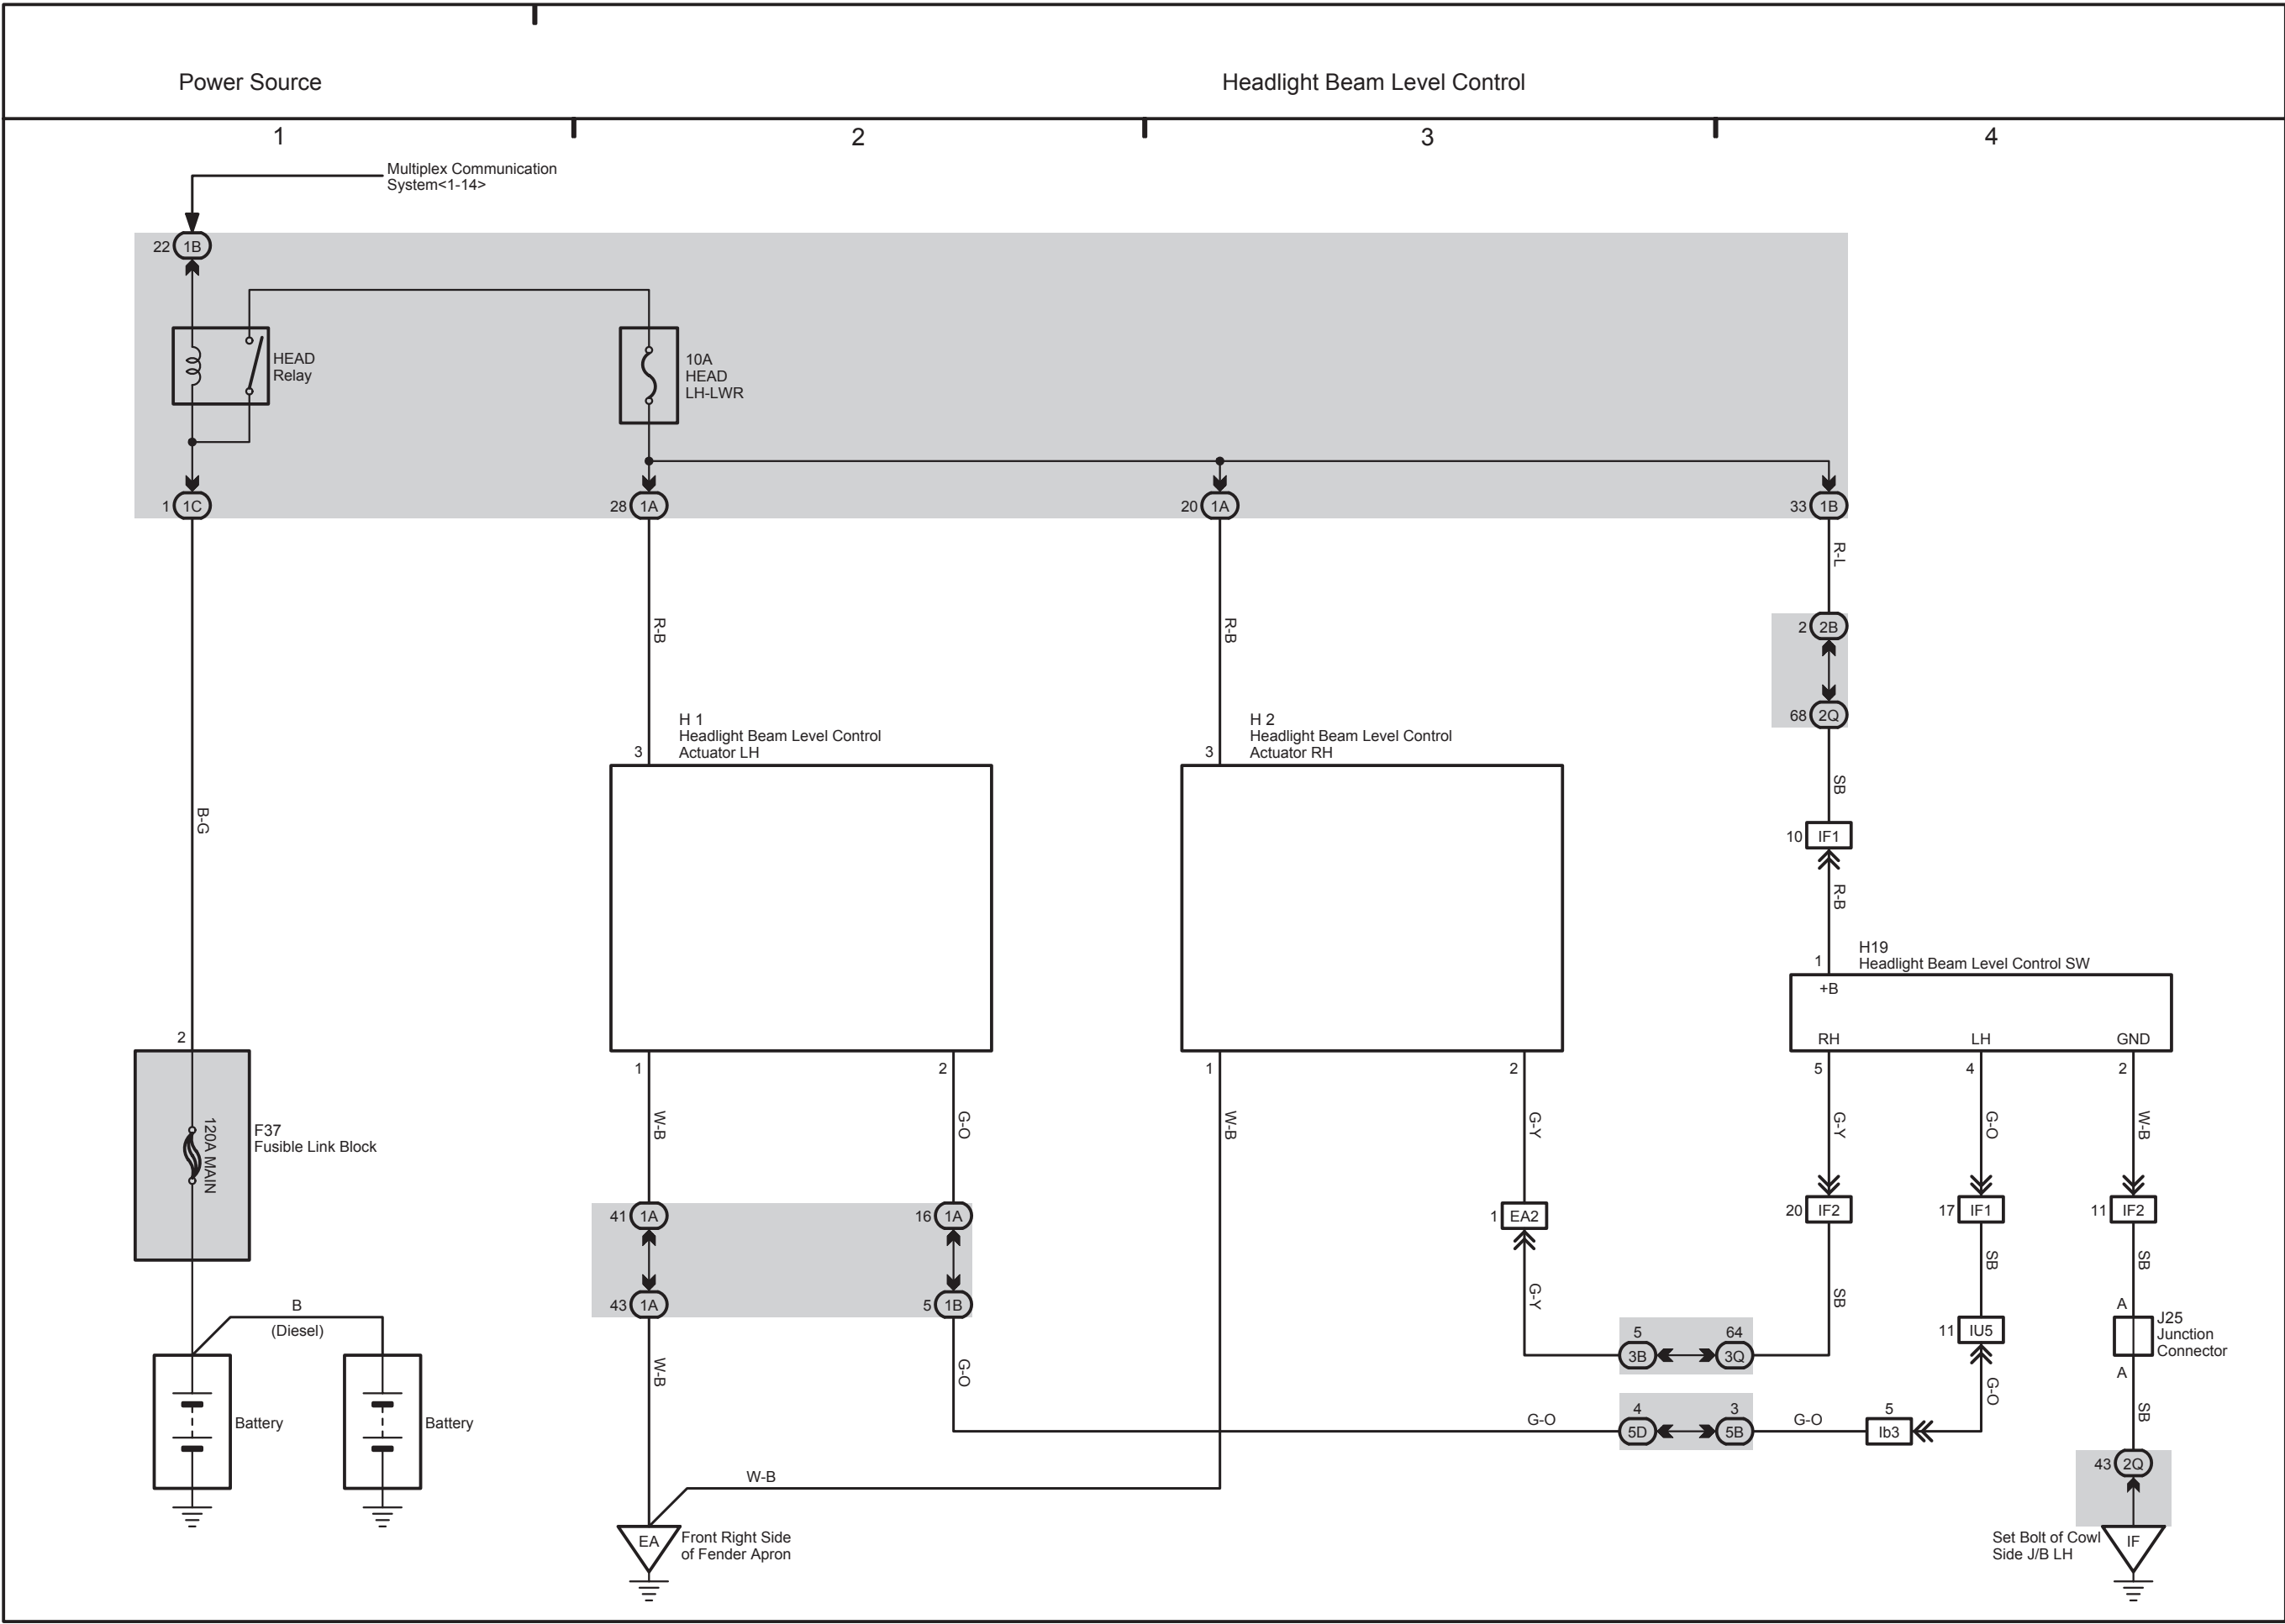 Power Source
Headlight Beam Level Control
1
2
3
4
Multiplex Communication
System<1-14>
22 1B
HEAD
Relay
10A
HEAD
LH-LWR
1 1C
28 1A
20 1A
33 1B
R-L
R-B
R-B
2 2B
68 2Q
H 1
Headlight Beam Level Control
Actuator LH
3
H 2
Headlight Beam Level Control
Actuator RH
3
SB
B-G
10 IF1
R-B
H19
Headlight Beam Level Control SW
1
+B
RH
LH
GND
2
1
2
1
2
5
4
2
F37
Fusible Link Block
120A MAIN
W-B
G-O
W-B
G-Y
G-Y
G-O
W-B
41 1A
16 1A
1 EA2
20 IF2
17 IF1
11 IF2
43 1A
5 1B
G-Y
SB
SB
SB
B
(Diesel)
A
J25
Junction
Connector
A
11 IU5
5
3B
64
3Q
W-B
G-O
G-O
SB
Battery
Battery
G-O
4
5D
3
5B
G-O
5
Ib3
43 2Q
W-B
EA
Front Right Side
of Fender Apron
Set Bolt of Cowl
Side J/B LH
IF